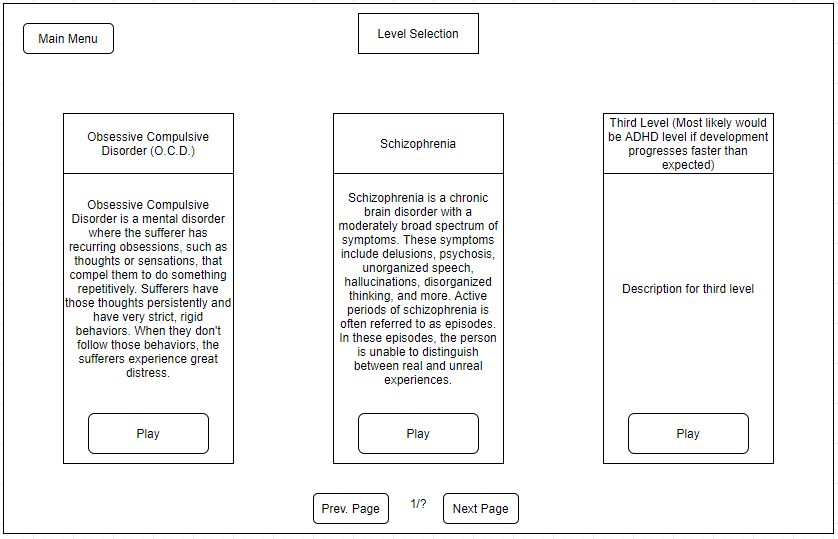 Main Menu
Level Selection
Obsessive Compulsive
Disorder (O.C.D.)
Obsessive Compulsive
Disorder is a mental disorder
where the sufferer has
recurring obsessions, such as
thoughts or sensations, that
compel them to do something
repetitively. Sufferers have
those thoughts persistently and
have very strict, rigid
behaviors. When they don't
follow those behaviors, the
sufferers experience great
distress.
Play
Schizophrenia
Schizophrenia is a chronic
brain disorder with a
moderately broad spectrum of
symptoms. These symptoms
include delusions, psychosis,
unorganized speech,
hallucinations, disorganized
thinking, and more. Active
periods of schizophrenia is
often referred to as episodes.
In these episodes, the person
is unable to distinguish
between real and unreal
experiences.
Play
Third Level (Most likely would
be ADHD level if development
progresses faster than
expected)
Description for third level
Play
Prev. Page
1/?
Next Page